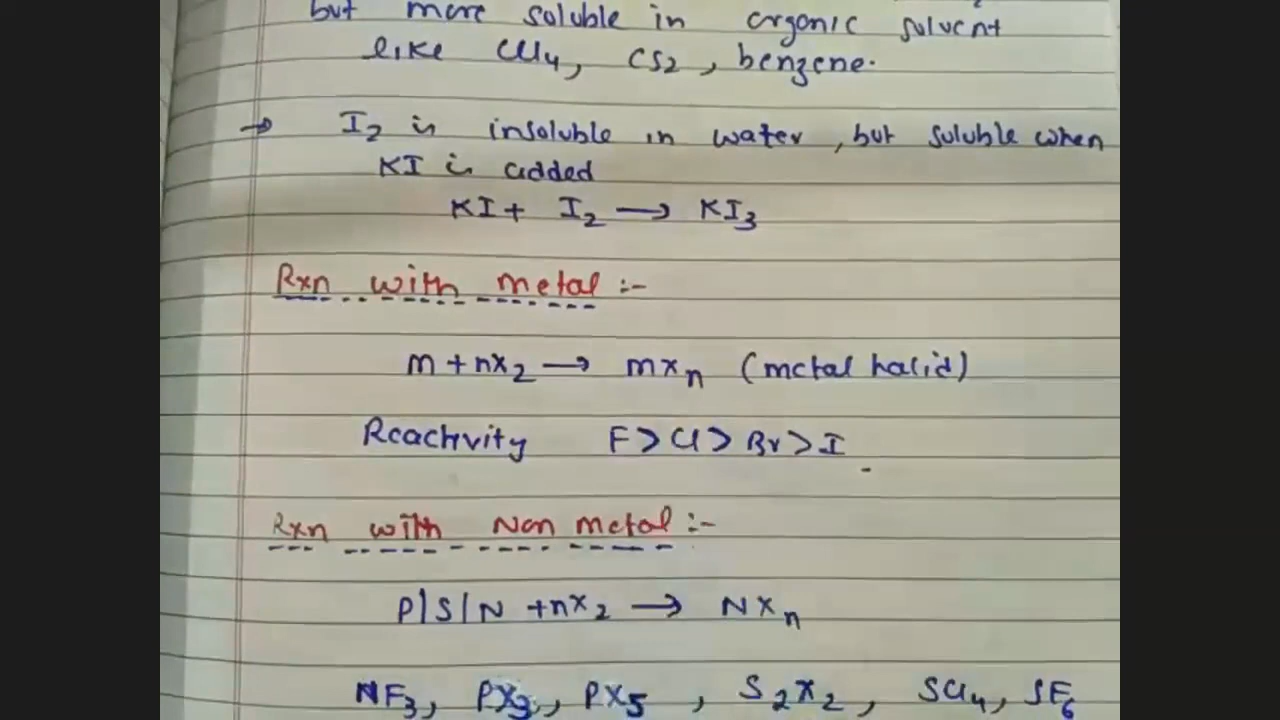 but more soluble in organic solvent
like CCl4, CS2, benzene.
→ I2 is insoluble in water, but soluble when
KI is added
KI + I2 → KI3
Rxn with metal :-
m + nx2 → mxn (metal halid)
Reactivity F > Cl > Br > I
Rxn with Non metal :-
P|S|N + nx2 → NXn
NF3, PX3, PX5, S2X2, SCl4, SF6